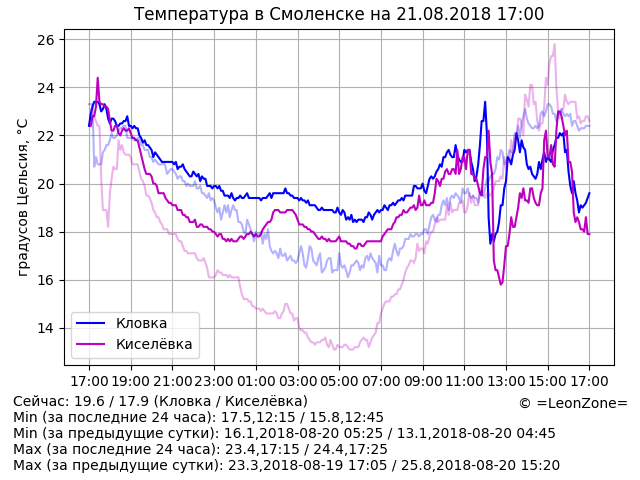 Температура в Смоленске на 21.08.2018 17:00
26
24
22
20
18
16
14
градусов Цельсия, °C
Кловка
Киселёвка
17:00 19:00 21:00 23:00 01:00 03:00 05:00 07:00 09:00 11:00 13:00 15:00 17:00
Сейчас: 19.6 / 17.9 (Кловка / Киселёвка)
© =LeonZone=
Min (за последние 24 часа): 17.5,12:15 / 15.8,12:45
Min (за предыдущие сутки): 16.1,2018-08-20 05:25 / 13.1,2018-08-20 04:45
Max (за последние 24 часа): 23.4,17:15 / 24.4,17:25
Max (за предыдущие сутки): 23.3,2018-08-19 17:05 / 25.8,2018-08-20 15:20